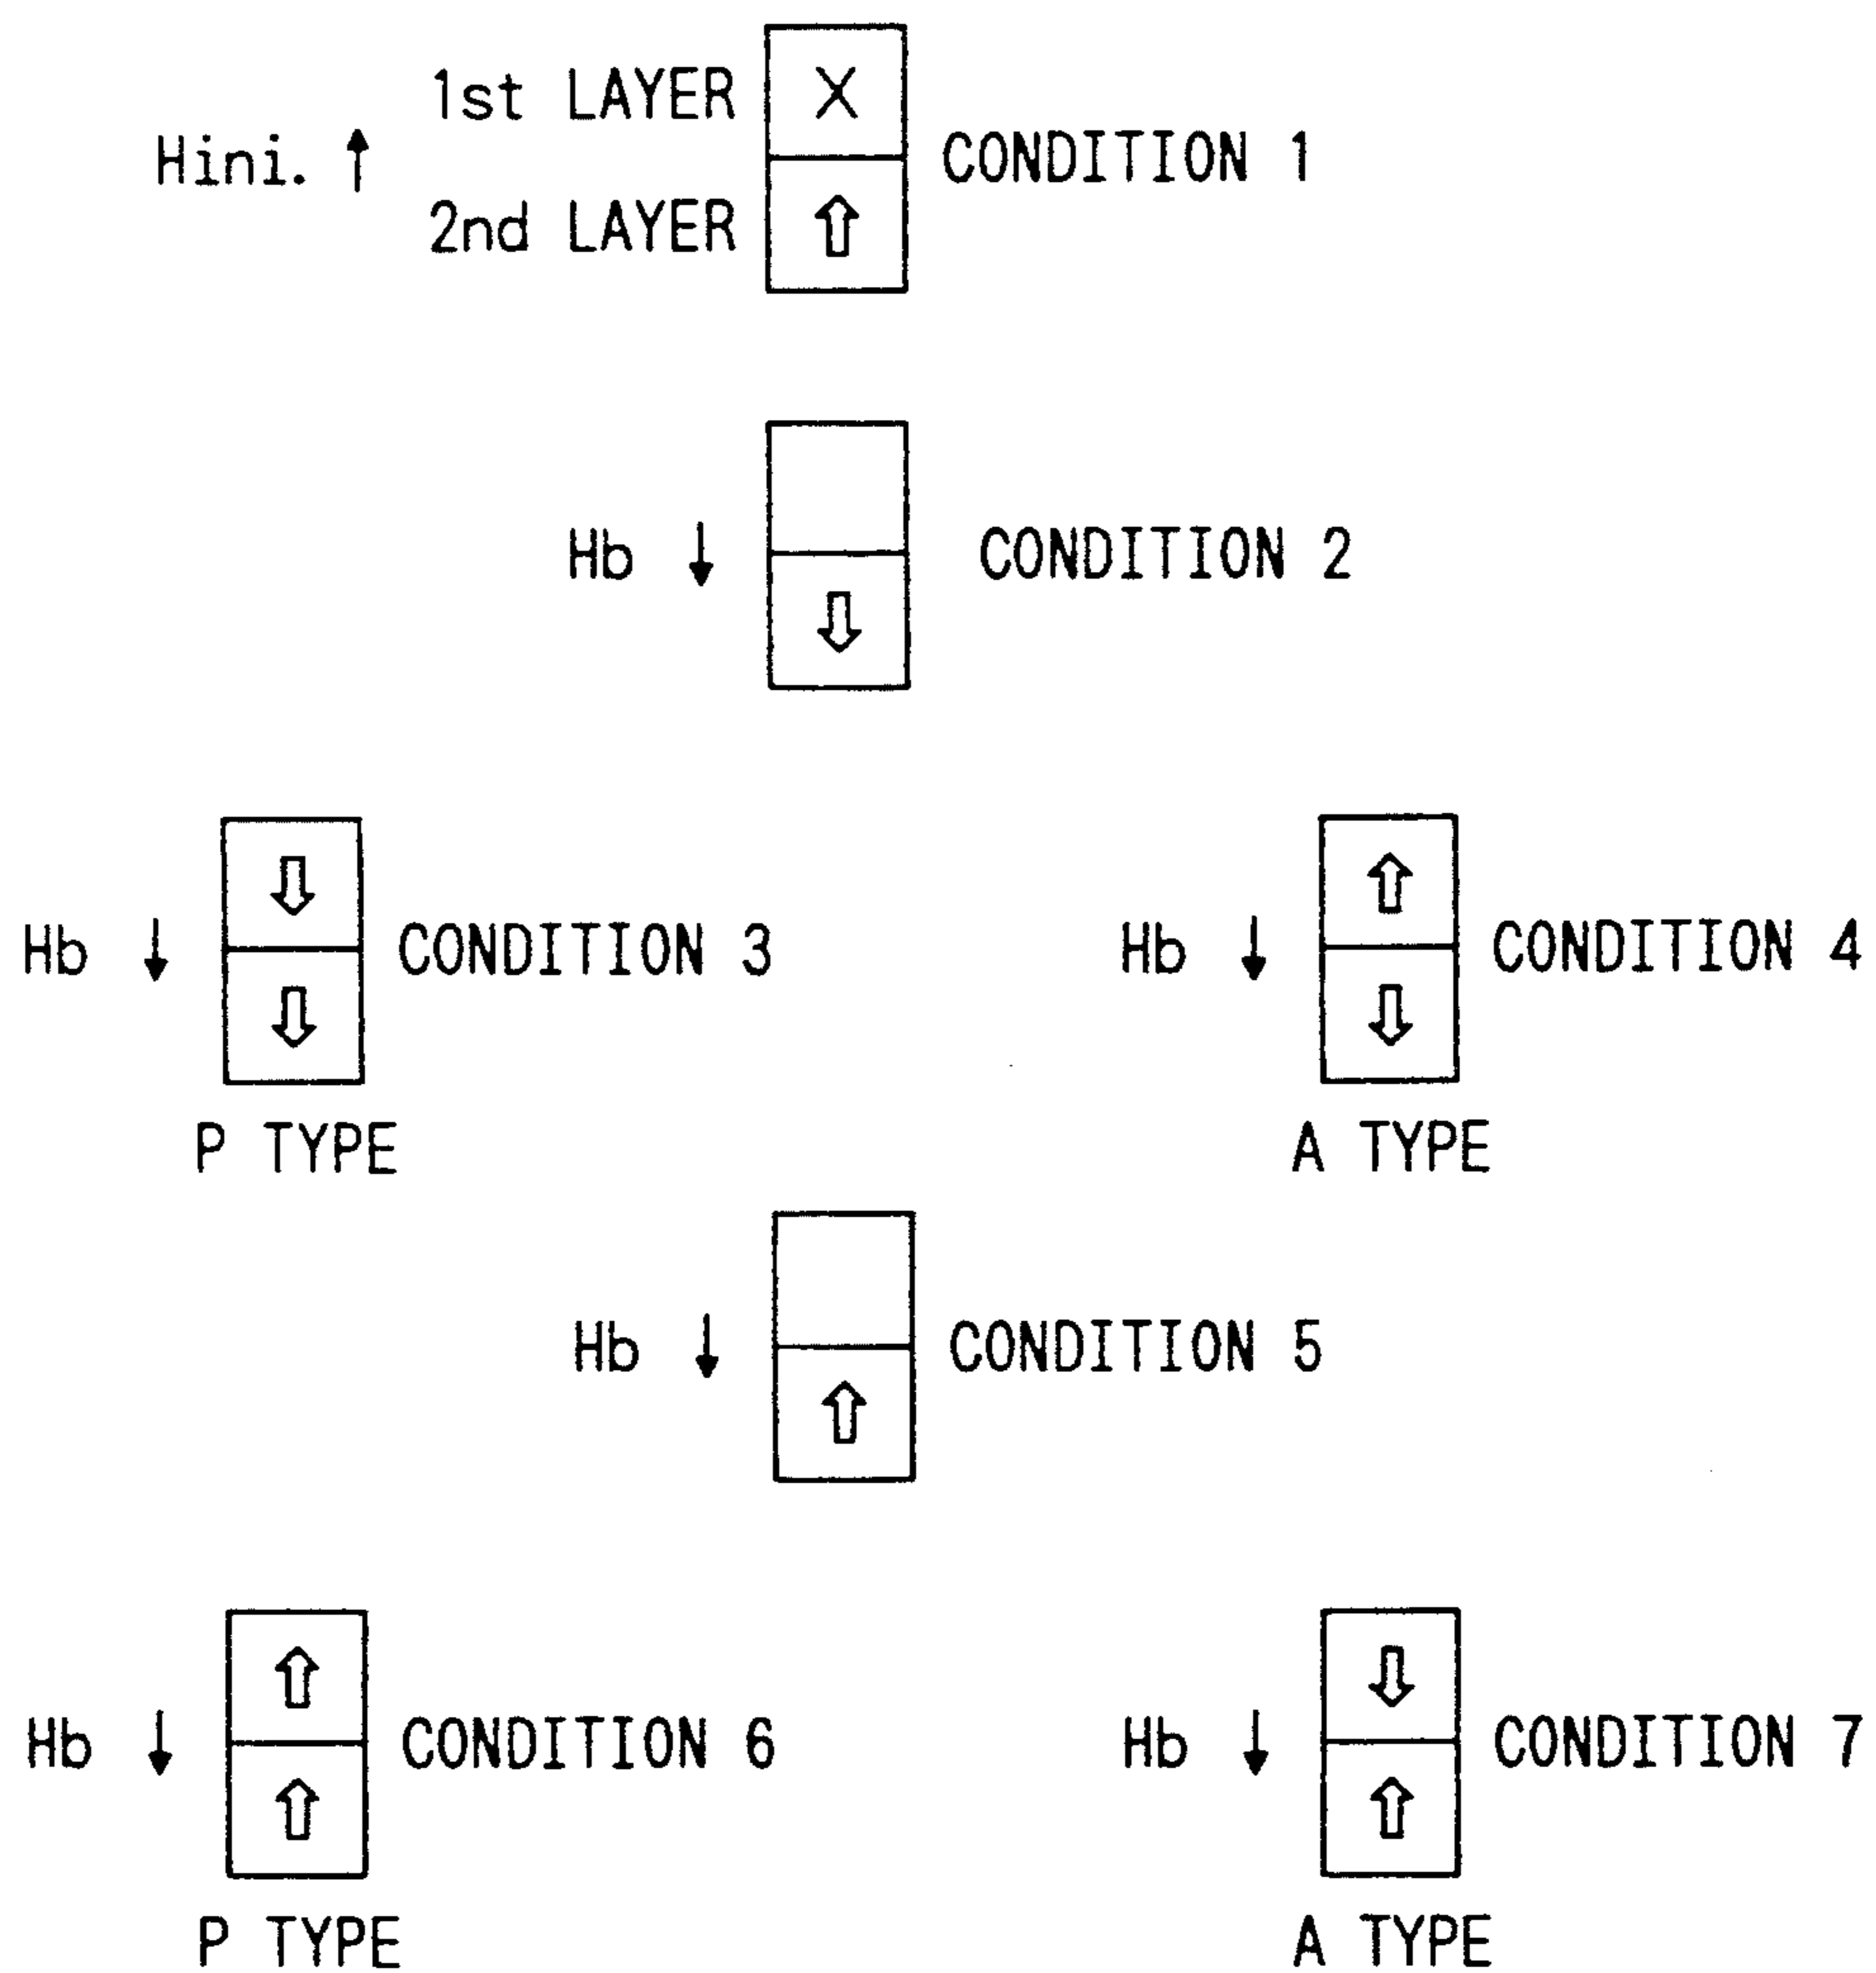 1st LAYER X
Hini. ↑ CONDITION 1
2nd LAYER
Hb ↓ CONDITION 2
Hb ↓ CONDITION 3
Hb ↓ CONDITION 4
P TYPE
A TYPE
Hb ↓ CONDITION 5
Hb ↓ CONDITION 6
Hb ↓ CONDITION 7
P TYPE
A TYPE